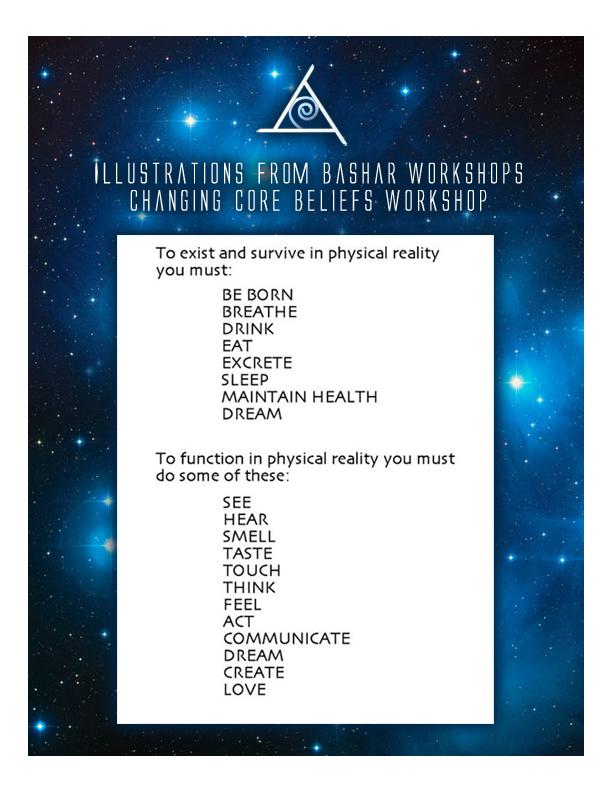 ILLUSTRATIONS FROM BASHAR WORKSHOPS
CHANGING CORE BELIEFS WORKSHOP
To exist and survive in physical reality
you must:
BE BORN
BREATHE
DRINK
EAT
EXCRETE
SLEEP
MAINTAIN HEALTH
DREAM
To function in physical reality you must
do some of these:
SEE
HEAR
SMELL
TASTE
TOUCH
THINK
FEEL
ACT
COMMUNICATE
DREAM
CREATE
LOVE